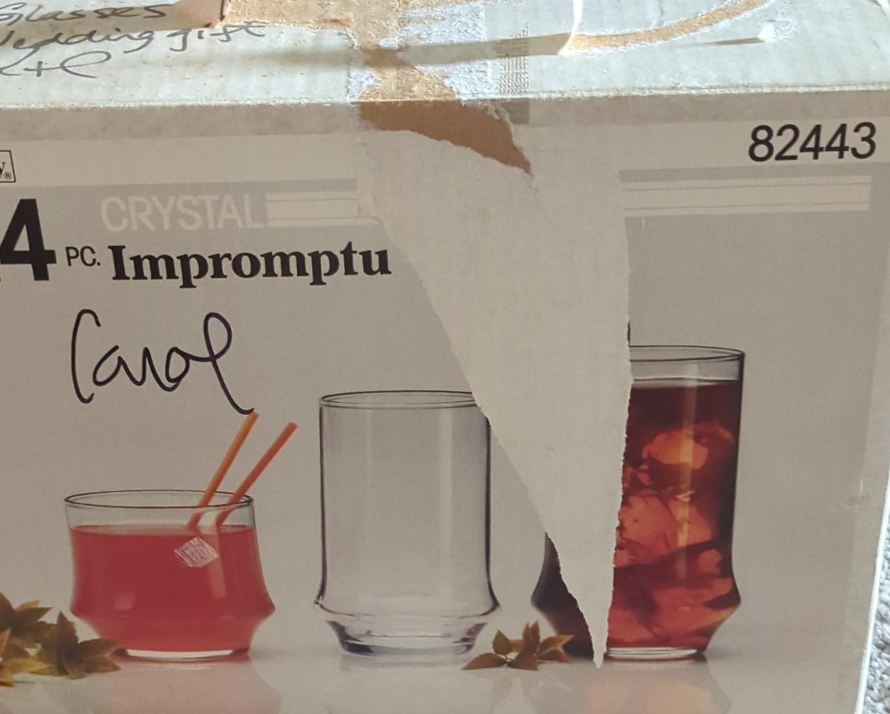 Glasses
Wedding gift
C+C
82443
CRYSTAL
4 PC. Impromptu
Carol